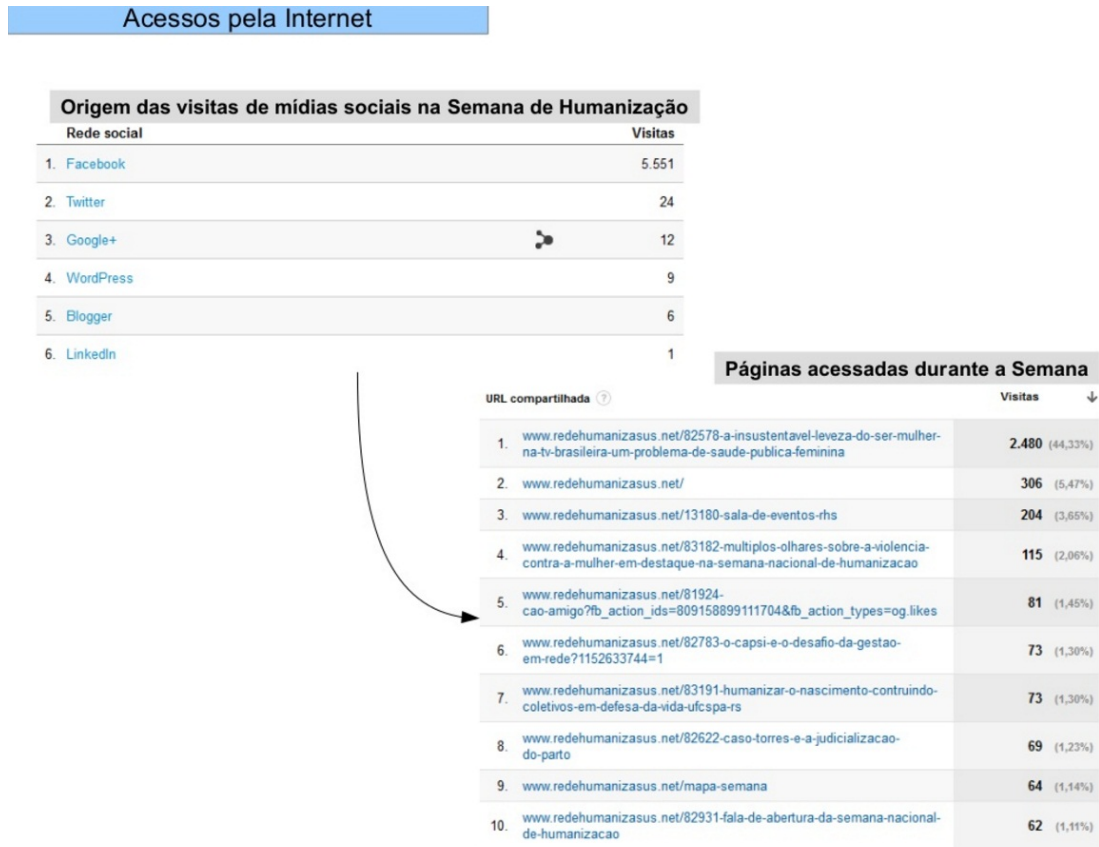 Acessos pela Internet
Origem das visitas de mídias sociais na Semana de Humanização
Rede social Visitas
1. Facebook 5.551
2. Twitter 24
3. Google+ 12
4. WordPress 9
5. Blogger 6
6. LinkedIn 1
Páginas acessadas durante a Semana
URL compartilhada ? Visitas
1. www.redehumanizasus.net/82578-a-insustentavel-leveza-do-ser-mulher-
na-tv-brasileira-um-problema-de-saude-publica-feminina 2.480 (44,33%)
2. www.redehumanizasus.net/ 306 (5,47%)
3. www.redehumanizasus.net/13180-sala-de-eventos-rhs 204 (3,65%)
4. www.redehumanizasus.net/83182-multiplos-olhares-sobre-a-violencia-
contra-a-mulher-em-destaque-na-semana-nacional-de-humanizacao 115 (2,06%)
5. www.redehumanizasus.net/81924-
cao-amigo?fb_action_ids=809158899111704&fb_action_types=og.likes 81 (1,45%)
6. www.redehumanizasus.net/82783-o-capsi-e-o-desafio-da-gestao-
em-rede?1152633744=1 73 (1,30%)
7. www.redehumanizasus.net/83191-humanizar-o-nascimento-contruindo-
coletivos-em-defesa-da-vida-ufcspa-rs 73 (1,30%)
8. www.redehumanizasus.net/82622-caso-torres-e-a-judicializacao-
do-parto 69 (1,23%)
9. www.redehumanizasus.net/mapa-semana 64 (1,14%)
10. www.redehumanizasus.net/82931-fala-de-abertura-da-semana-nacional-
de-humanizacao 62 (1,11%)